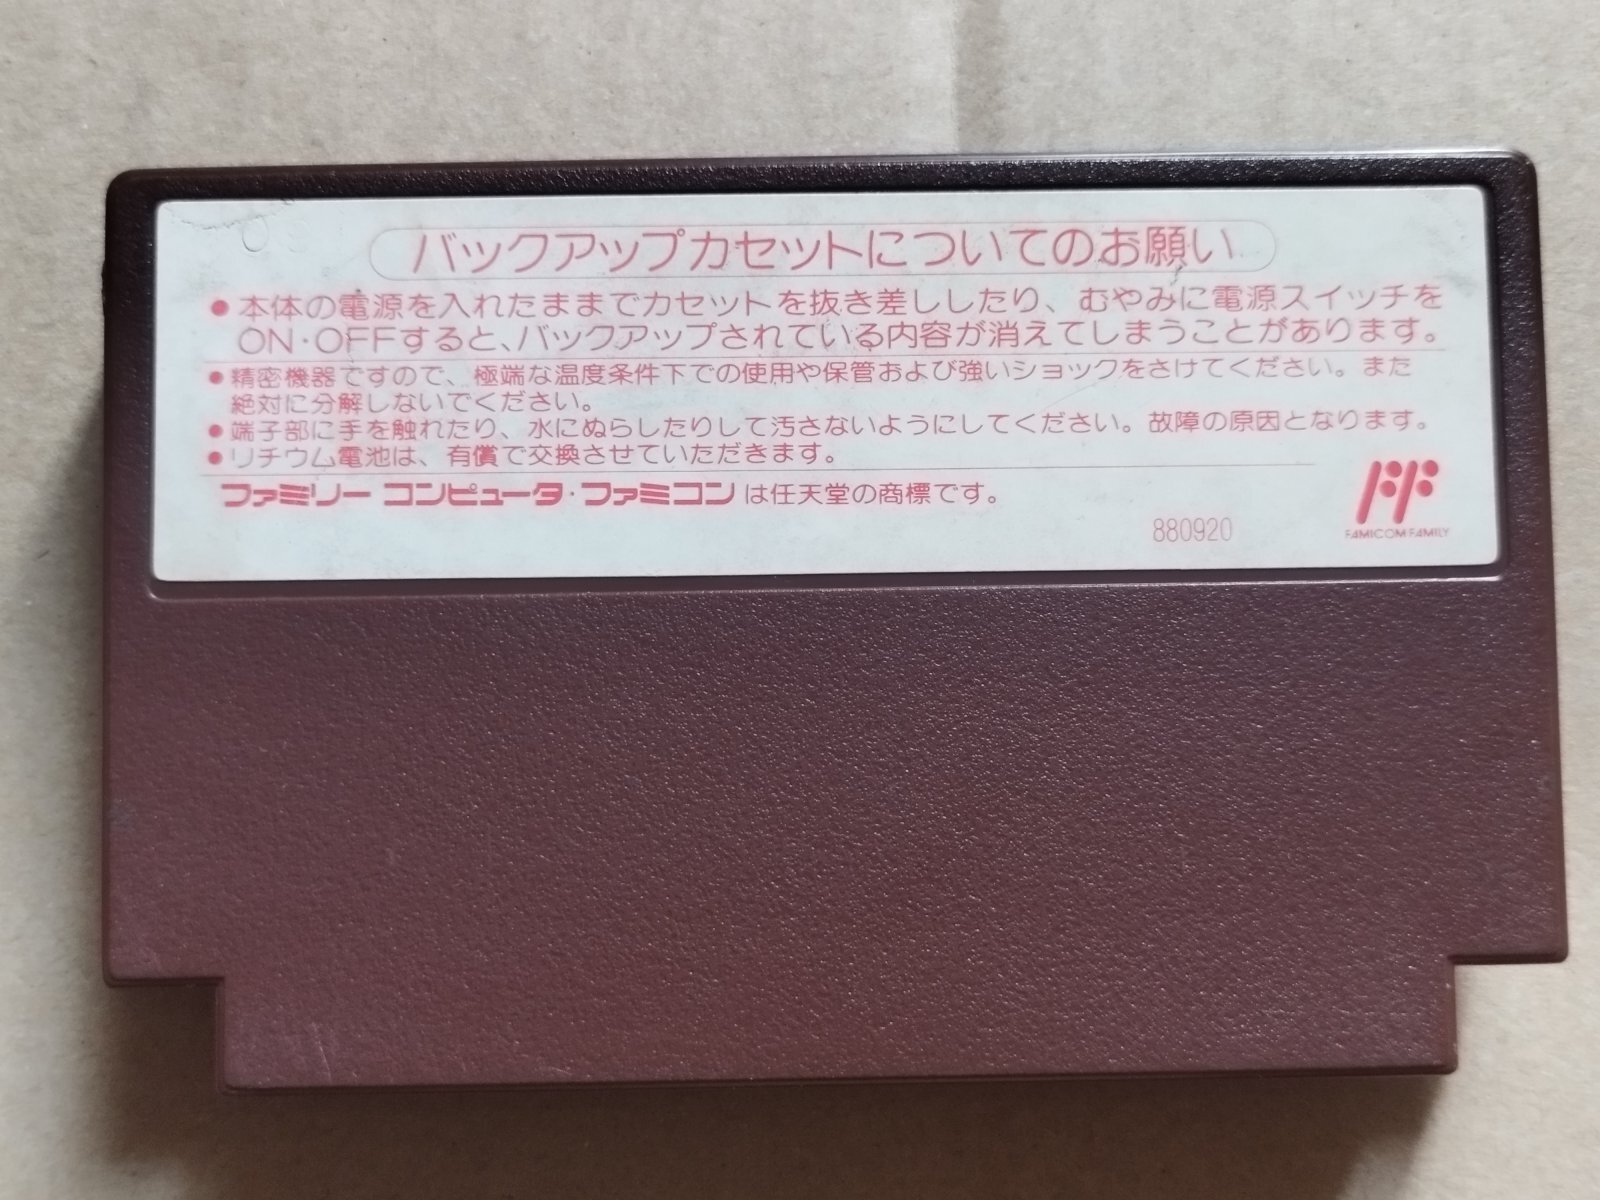 バックアップカセットについてのお願い
●本体の電源を入れたままでカセットを抜き差ししたり、むやみに電源スイッチを
ON・OFFすると、バックアップされている内容が消えてしまうことがあります。
●精密機器ですので、極端な温度条件下での使用や保管および強いショックをさけてください。また
絶対に分解しないでください。
●端子部に手を触れたり、水にぬらしたりして汚さないようにしてください。故障の原因となります。
●リチウム電池は、有償で交換させていただきます。
ファミリー コンピュータ・ファミコン は任天堂の商標です。
880920
FAMICOM FAMILY